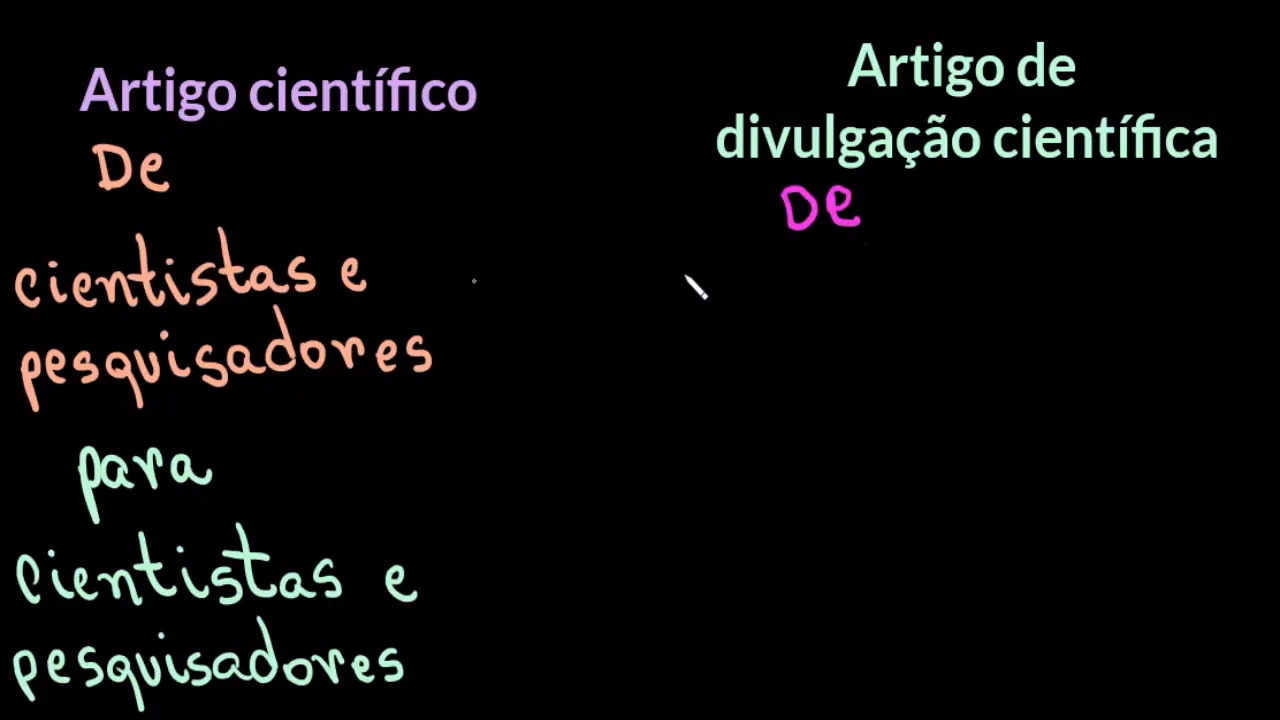 Artigo científico
De
cientistas e
pesquisadores
para
cientistas e
pesquisadores
Artigo de
divulgação científica
De